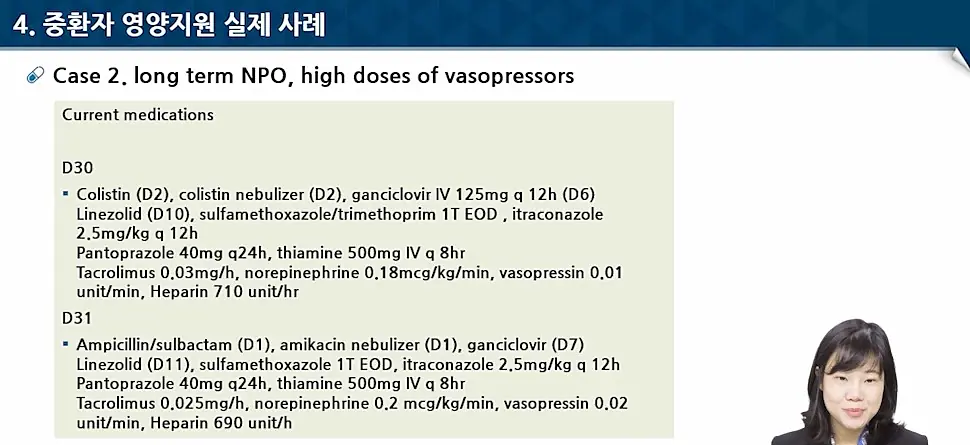 4. 중환자 영양지원 실제 사례
Case 2. long term NPO, high doses of vasopressors
Current medications
D30
▪ Colistin (D2), colistin nebulizer (D2), ganciclovir IV 125mg q 12h (D6)
Linezolid (D10), sulfamethoxazole/trimethoprim 1T EOD , itraconazole
2.5mg/kg q 12h
Pantoprazole 40mg q24h, thiamine 500mg IV q 8hr
Tacrolimus 0.03mg/h, norepinephrine 0.18mcg/kg/min, vasopressin 0.01
unit/min, Heparin 710 unit/hr
D31
▪ Ampicillin/sulbactam (D1), amikacin nebulizer (D1), ganciclovir (D7)
Linezolid (D11), sulfamethoxazole 1T EOD, itraconazole 2.5mg/kg q 12h
Pantoprazole 40mg q24h, thiamine 500mg IV q 8hr
Tacrolimus 0.025mg/h, norepinephrine 0.2 mcg/kg/min, vasopressin 0.02
unit/min, Heparin 690 unit/h